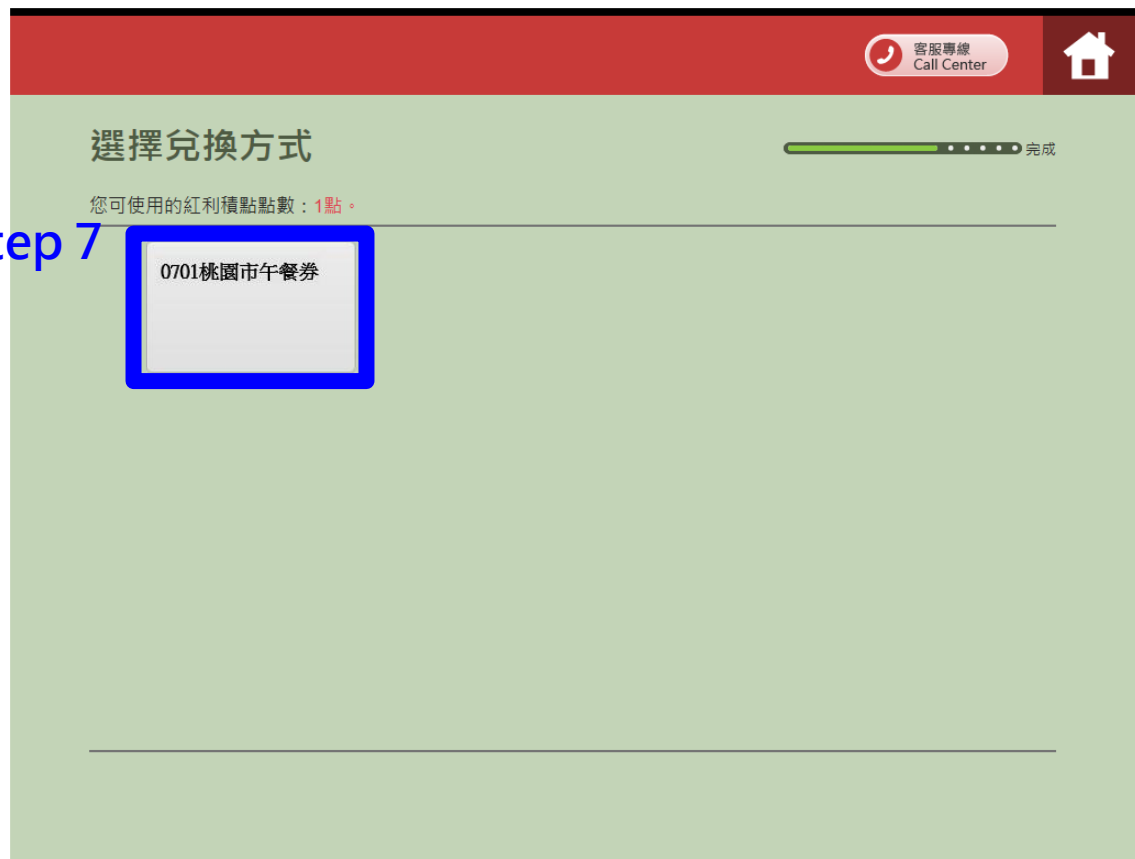 客服專線
Call Center
選擇兌換方式
完成
您可使用的紅利積點點數：1點。
tep 7
0701桃園市午餐券